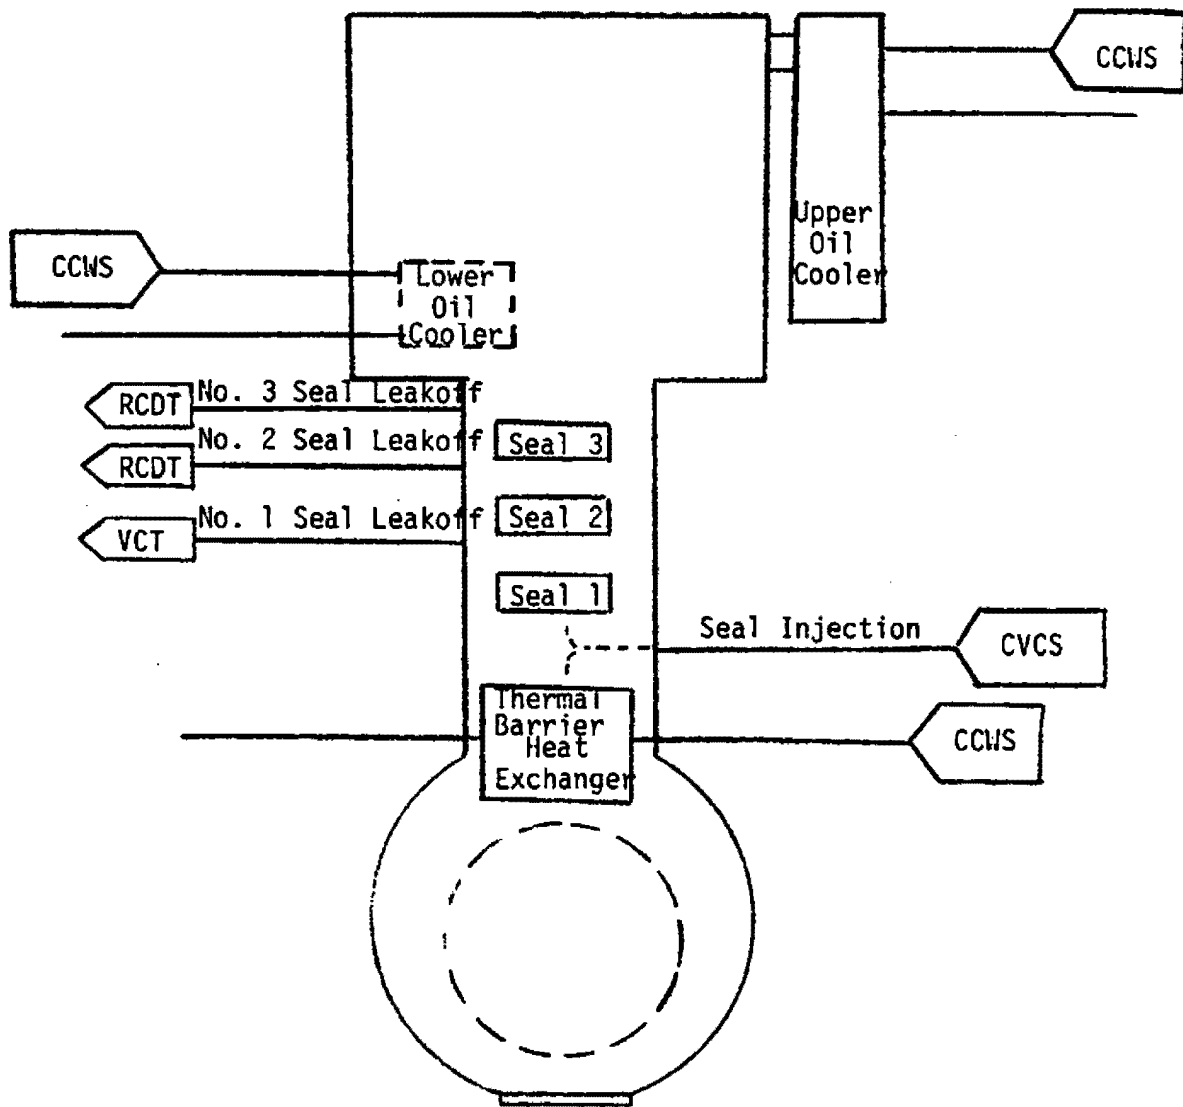 CCWS
Upper
Oil
Cooler
CCWS
Lower
Oil
Cooler
RCDT
No. 3 Seal Leakoff
Seal 3
RCDT
No. 2 Seal Leakoff
Seal 2
VCT
No. 1 Seal Leakoff
Seal 1
Seal Injection
CVCS
Thermal
Barrier
Heat
Exchanger
CCWS